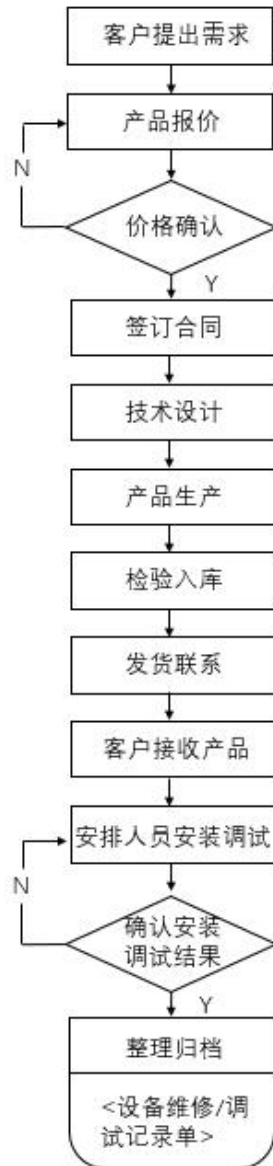 客户提出需求
产品报价
N
价格确认
Y
签订合同
技术设计
产品生产
检验入库
发货联系
客户接收产品
安排人员安装调试
N
确认安装
调试结果
Y
整理归档
<设备维修/调
试记录单>